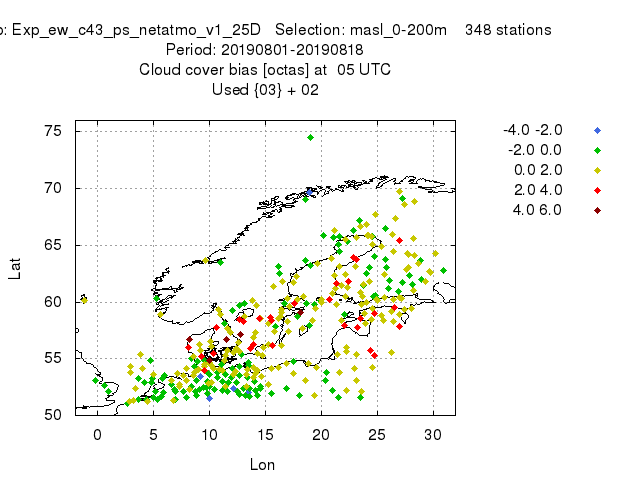 : Exp_ew_c43_ps_netatmo_v1_25D Selection: masl_0-200m 348 stations
Period: 20190801-20190818
Cloud cover bias [octas] at 05 UTC
Used {03} + 02
-4.0 -2.0
-2.0 0.0
0.0 2.0
2.0 4.0
4.0 6.0
75
70
65
60
55
50
Lat
0 5 10 15 20 25 30
Lon